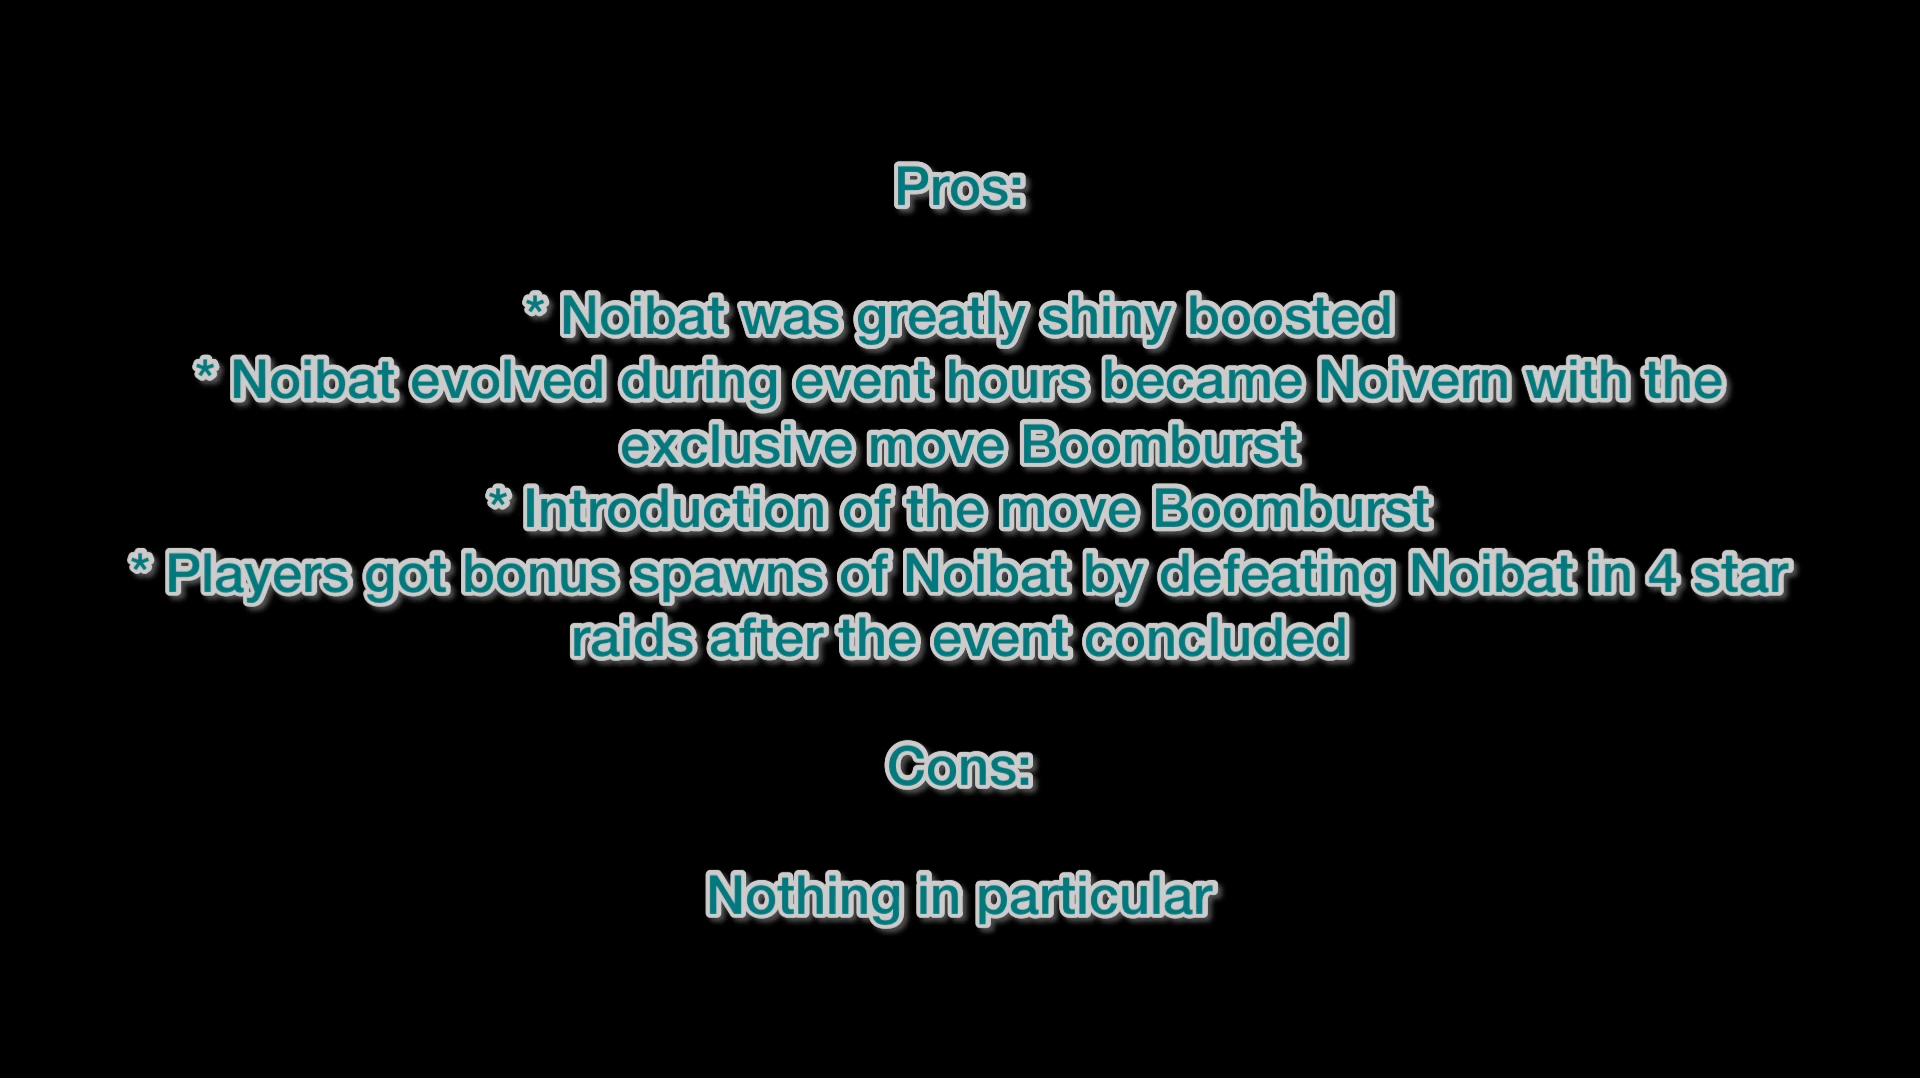 Pros:
* Noibat was greatly shiny boosted
* Noibat evolved during event hours became Noivern with the
exclusive move Boomburst
* Introduction of the move Boomburst
* Players got bonus spawns of Noibat by defeating Noibat in 4 star
raids after the event concluded
Cons:
Nothing in particular